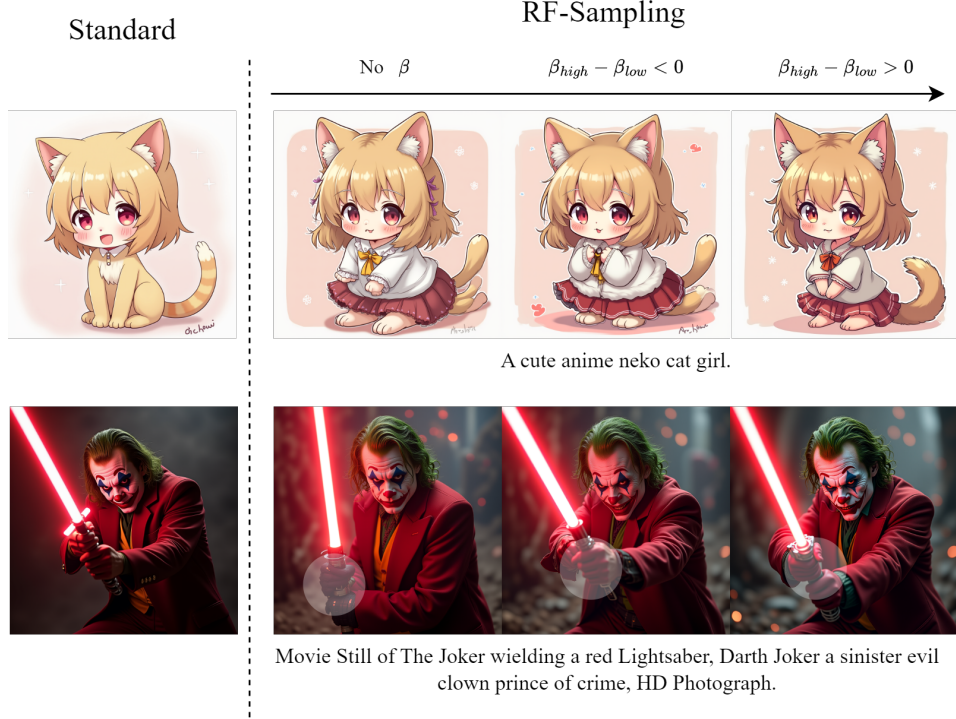 Standard
RF-Sampling
No β
β_high − β_low < 0
β_high − β_low > 0
A cute anime neko cat girl.
Movie Still of The Joker wielding a red Lightsaber, Darth Joker a sinister evil
clown prince of crime, HD Photograph.